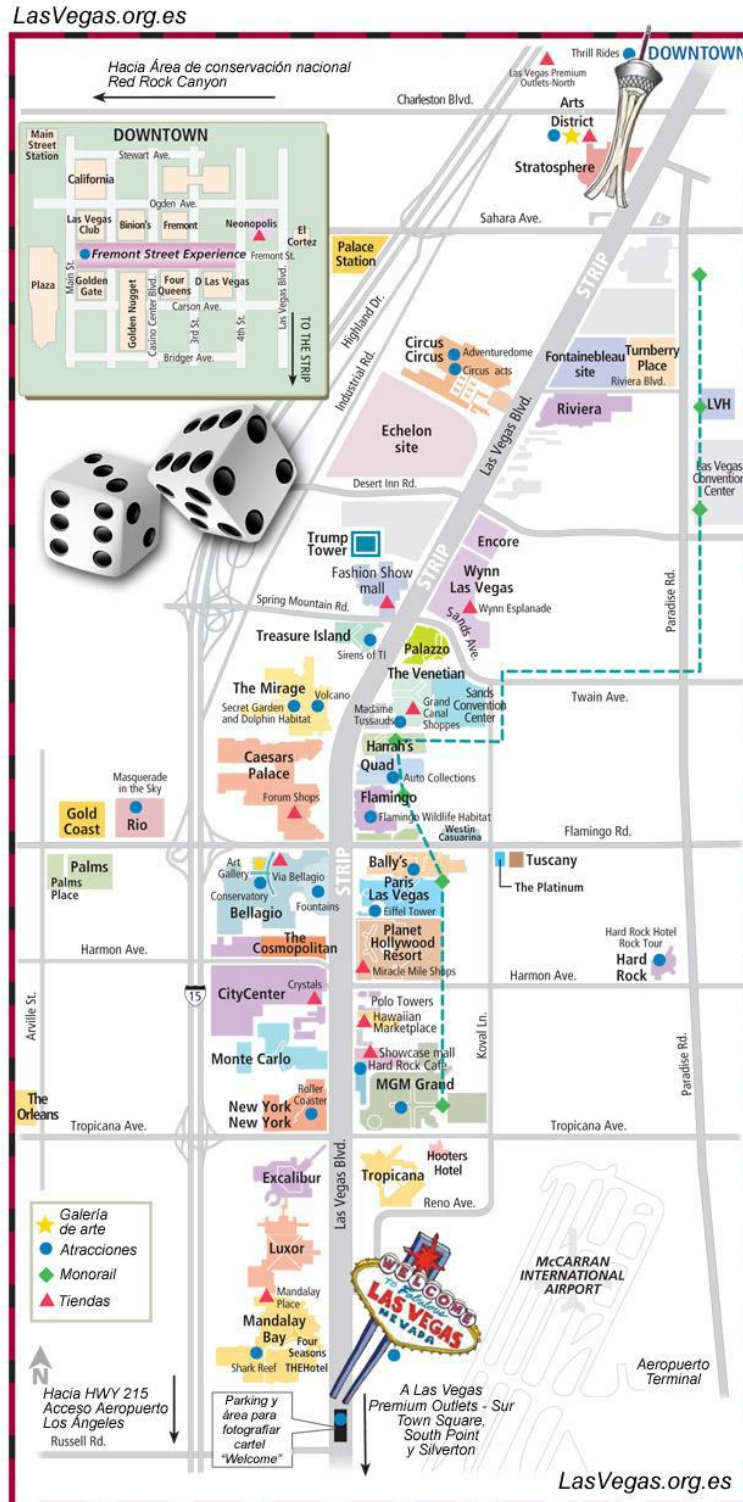 LasVegas.org.es
Hacia Área de conservación nacional
Red Rock Canyon
Thrill Rides
DOWNTOWN
Las Vegas Premium
Outlets-North
Charleston Blvd.
Arts
District
Stratosphere
DOWNTOWN
Main
Street
Station
Stewart Ave.
California
Ogden Ave.
Las Vegas
Club
Binion's
Fremont
Neonopolis
El
Cortez
Fremont Street Experience
Fremont St.
Plaza
Main St.
Golden
Gate
Golden Nugget
Casino Center Blvd.
Four
Queens
D Las Vegas
3rd St.
4th St.
Las Vegas Blvd.
Carson Ave.
Bridger Ave.
TO THE STRIP
Sahara Ave.
Palace
Station
STRIP
Highland Dr.
Industrial Rd.
Circus
Circus
Adventuredome
Circus acts
Fontainebleau
site
Turnberry
Place
Riviera Blvd.
Riviera
LVH
Echelon
site
Las Vegas Blvd.
Las Vegas
Convention
Center
Desert Inn Rd.
Trump
Tower
STRIP
Encore
Fashion Show
mall
Wynn
Las Vegas
Wynn Esplanade
Spring Mountain Rd.
Sands Ave.
Paradise Rd.
Treasure Island
Sirens of TI
Palazzo
The Venetian
The Mirage
Volcano
Secret Garden
and Dolphin Habitat
Madame
Tussauds
Grand
Canal
Shoppes
Sands
Convention
Center
Twain Ave.
Harrah's
Caesars
Palace
Quad
Auto Collections
Masquerade
in the Sky
Forum Shops
Flamingo
Flamingo Wildlife Habitat
Gold
Coast
Rio
Westin
Casuarina
Flamingo Rd.
Palms
Palms
Place
Art
Gallery
Via Bellagio
Conservatory
Fountains
Bellagio
STRIP
Bally's
Paris
Las Vegas
Eiffel Tower
Tuscany
The Platinum
The
Cosmopolitan
Planet
Hollywood
Resort
Miracle Mile Shops
Hard Rock Hotel
Rock Tour
Hard
Rock
Harmon Ave.
Harmon Ave.
Arville St.
15
CityCenter
Crystals
Polo Towers
Hawaiian
Marketplace
Koval Ln.
Monte Carlo
Showcase mall
Hard Rock Cafe
MGM Grand
Paradise Rd.
The
Orleans
New York
New York
Roller
Coaster
Tropicana Ave.
Tropicana Ave.
Las Vegas Blvd.
Excalibur
Tropicana
Hooters
Hotel
Reno Ave.
Galería
de arte
Atracciones
Monorail
Tiendas
Luxor
Mandalay
Place
Mandalay
Bay
Four
Seasons
THEHotel
Shark Reef
WELCOME
TO Fabulous
LAS VEGAS
NEVADA
McCARRAN
INTERNATIONAL
AIRPORT
Aeropuerto
Terminal
N
Hacia HWY 215
Acceso Aeropuerto
Los Ángeles
Russell Rd.
Parking y
área para
fotografiar
cartel
“Welcome”
A Las Vegas
Premium Outlets - Sur
Town Square,
South Point
y Silverton
LasVegas.org.es